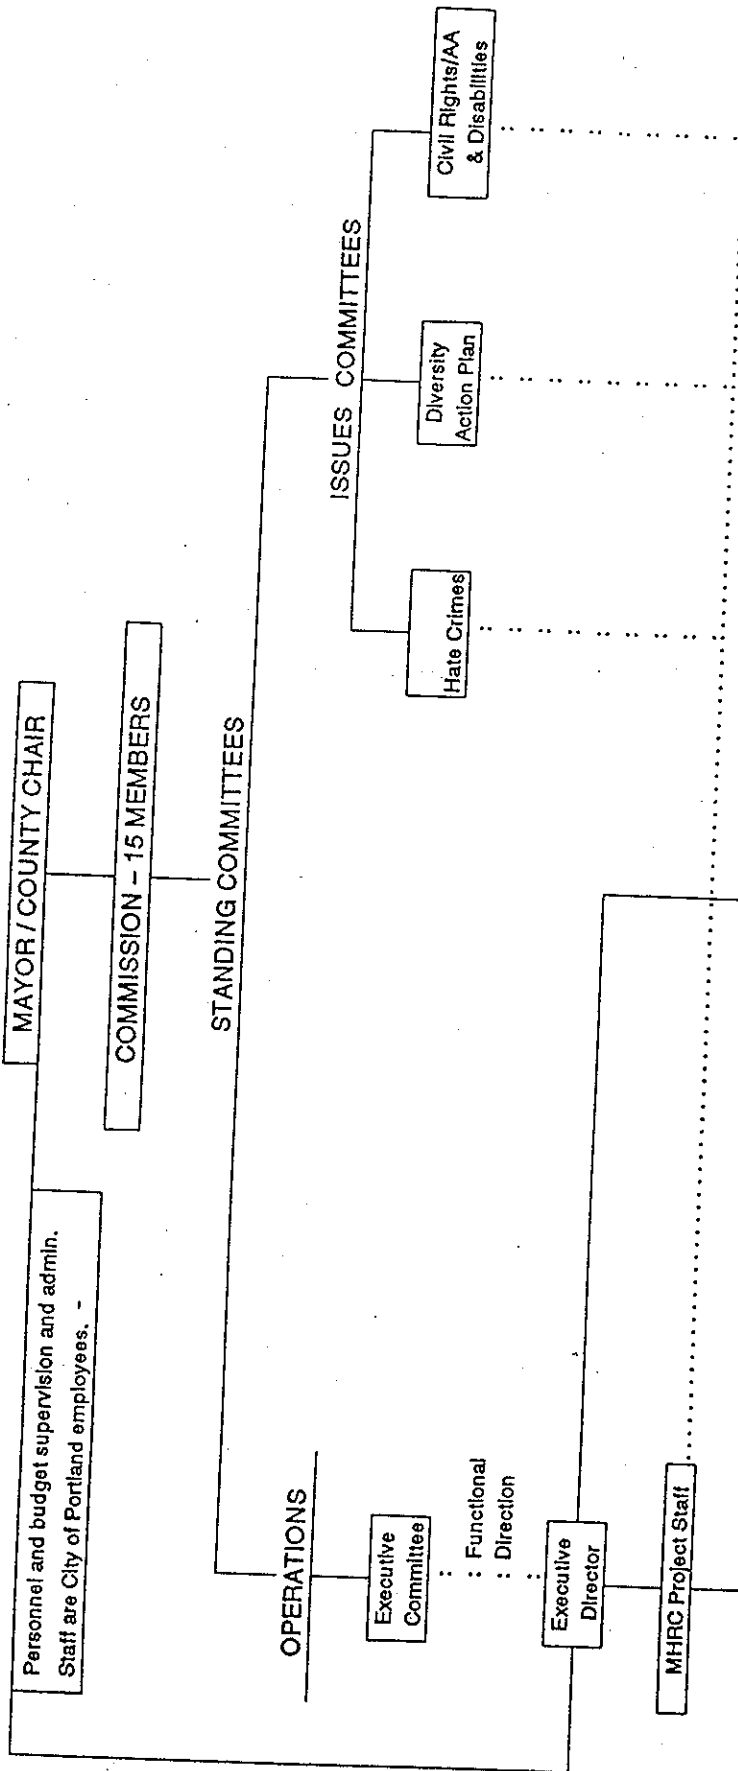 MAYOR / COUNTY CHAIR
Personnel and budget supervision and admin.
Staff are City of Portland employees. -
COMMISSION - 15 MEMBERS
STANDING COMMITTEES
OPERATIONS
ISSUES COMMITTEES
Executive
Committee
Hate Crimes
Diversity
Action Plan
Civil Rights/AA
& Disabilities
Functional
Direction
Executive
Director
MHRC Project Staff